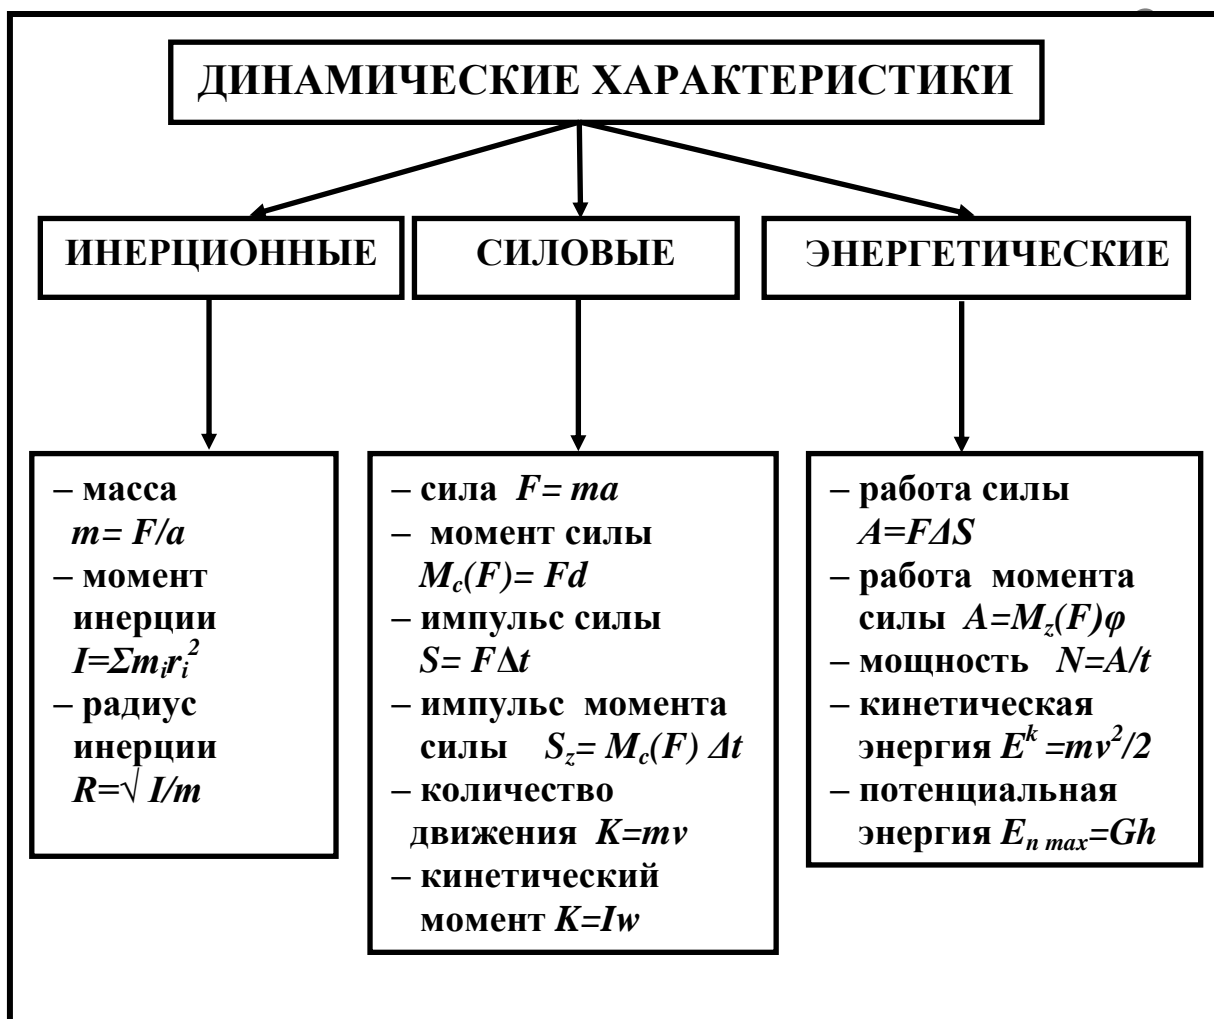 ДИНАМИЧЕСКИЕ ХАРАКТЕРИСТИКИ
ИНЕРЦИОННЫЕ
СИЛОВЫЕ
ЭНЕРГЕТИЧЕСКИЕ
– масса
m= F/a
– момент
инерции
I=Σmᵢrᵢ²
– радиус
инерции
R=√ I/m
– сила F= ma
– момент силы
M_c(F)= Fd
– импульс силы
S= FΔt
– импульс момента
силы S_z= M_c(F) Δt
– количество
движения K=mv
– кинетический
момент K=Iw
– работа силы
A=FΔS
– работа момента
силы A=M_z(F)φ
– мощность N=A/t
– кинетическая
энергия E^k =mv²/2
– потенциальная
энергия E_{n max}=Gh